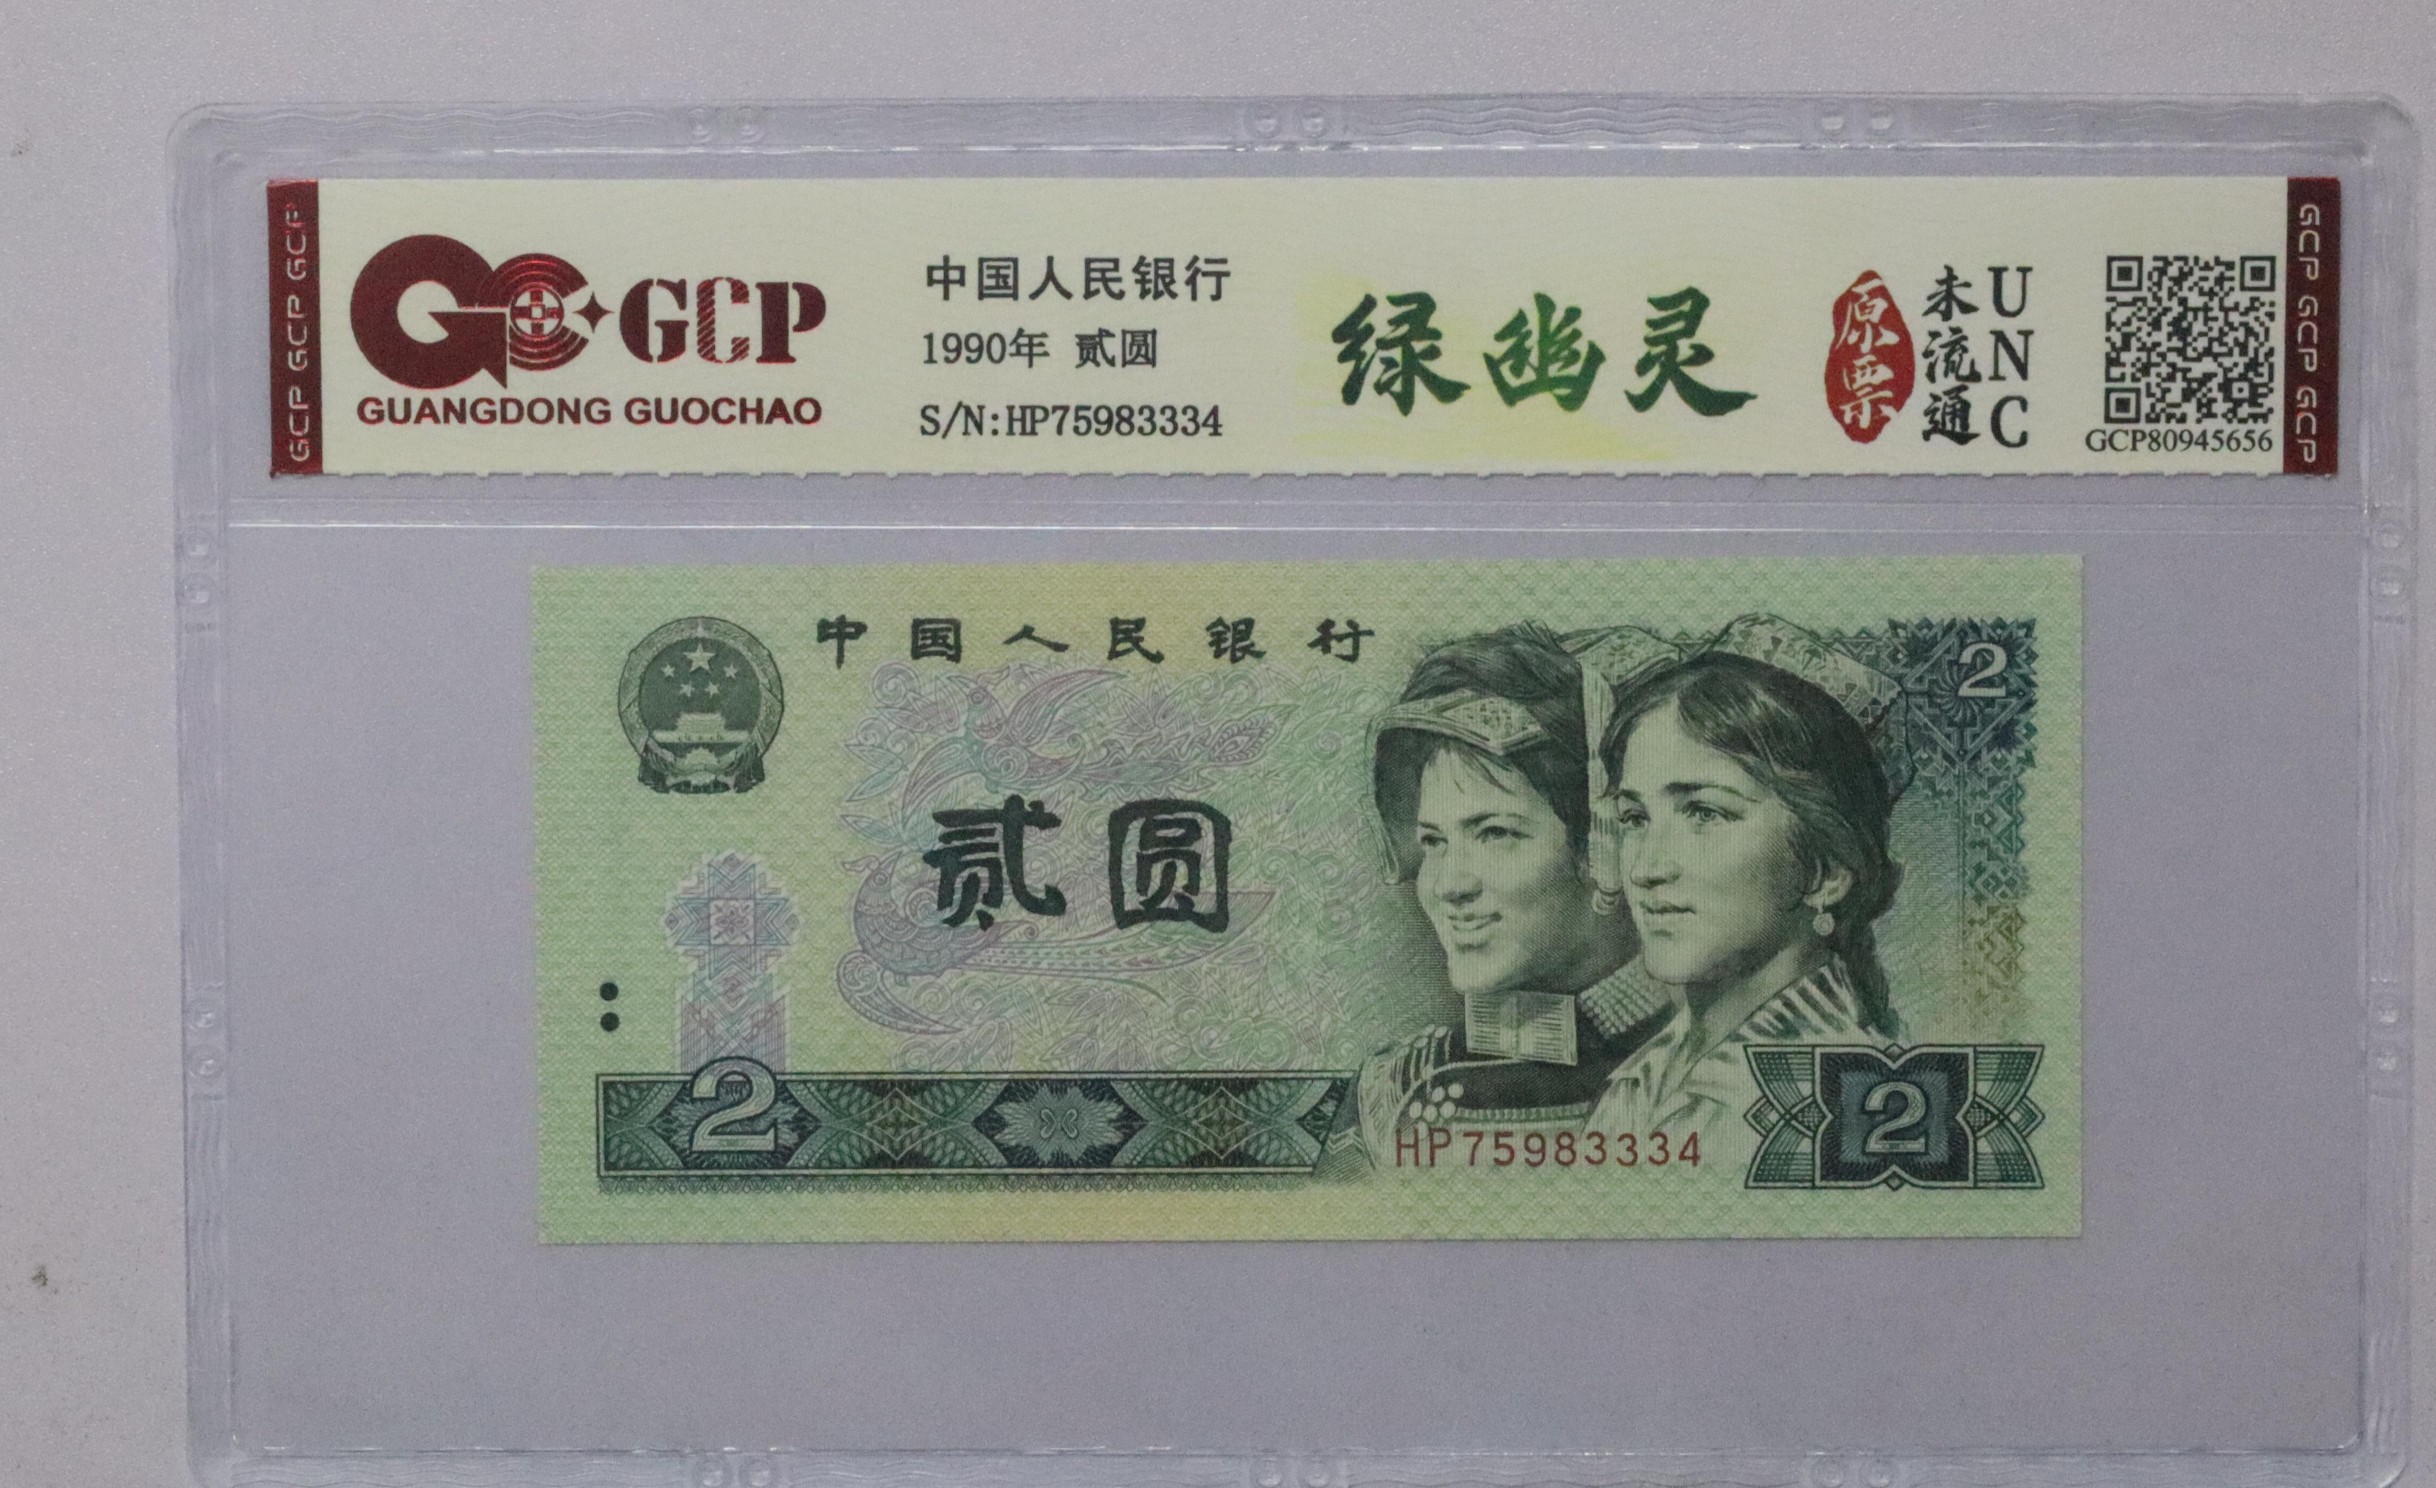 GCP GCP GCP
GCP
GUANGDONG GUOCHAO
中国人民银行
1990年 贰圆
S/N:HP75983334
绿幽灵
原票
未流通
UNC
GCP80945656
GCP GCP GCP
中国人民银行
2
贰圆
2
HP75983334
2